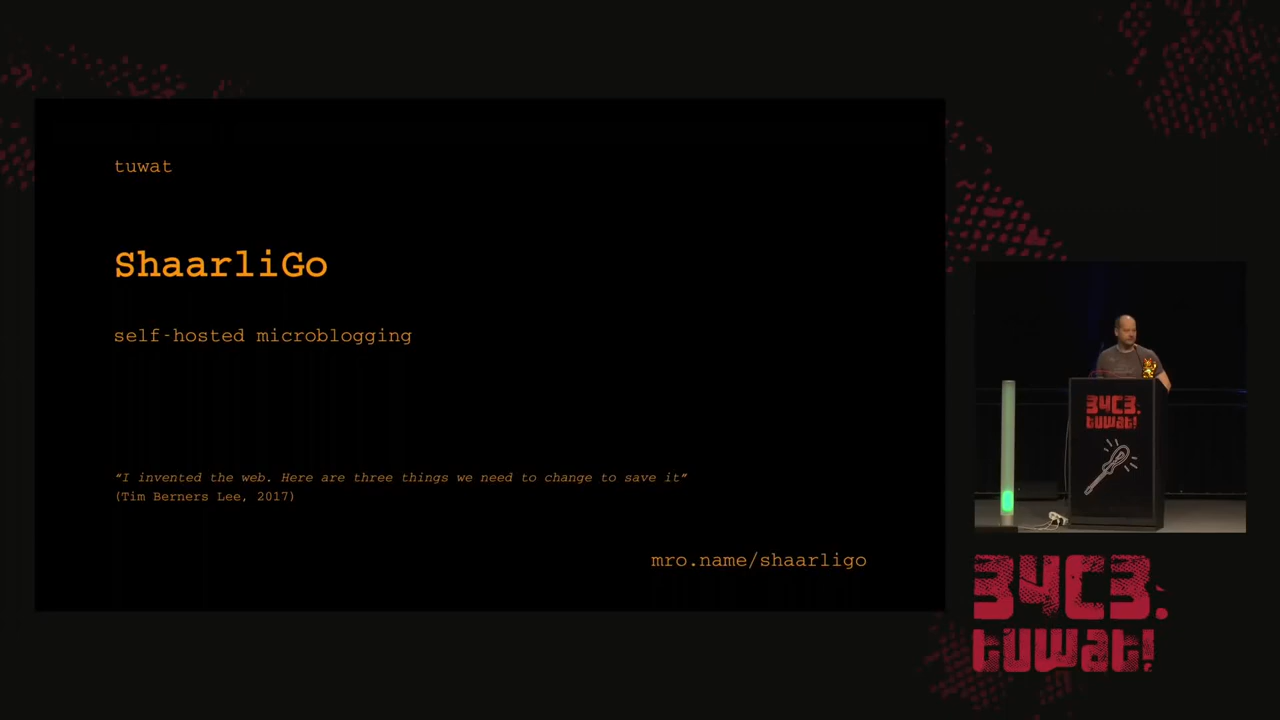 tuwat
ShaarliGo
self-hosted microblogging
“I invented the web. Here are three things we need to change to save it”
(Tim Berners Lee, 2017)
mro.name/shaarligo
34C3.
tuwat!
34C3.
tuwat!